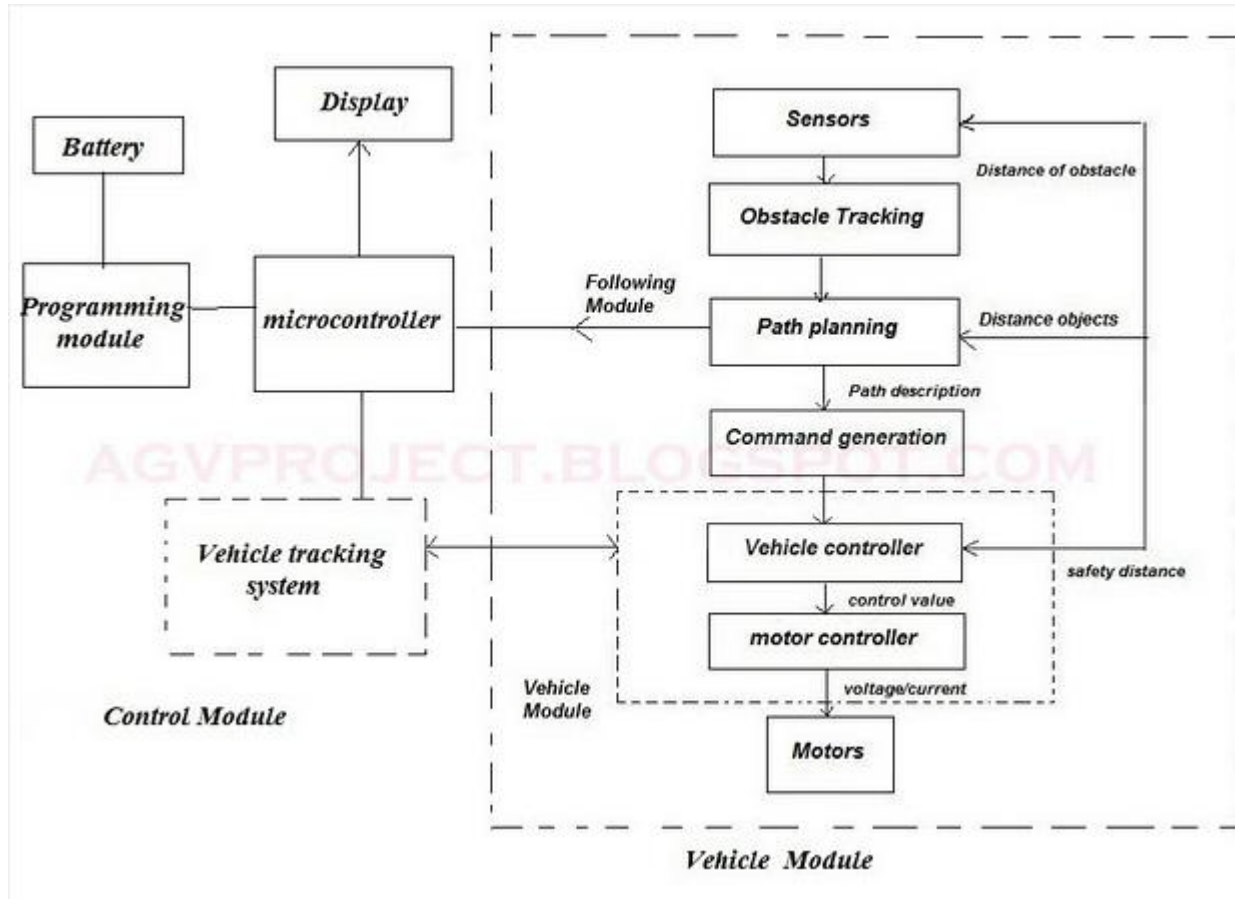 Display
Battery
Programming
module
microcontroller
Vehicle tracking
system
Control Module
Sensors
Distance of obstacle
Obstacle Tracking
Following
Module
Path planning
Distance objects
Path description
Command generation
AGVPROJECT.BLOGSPOT.COM
Vehicle controller
safety distance
control value
motor controller
Vehicle
Module
voltage/current
Motors
Vehicle Module